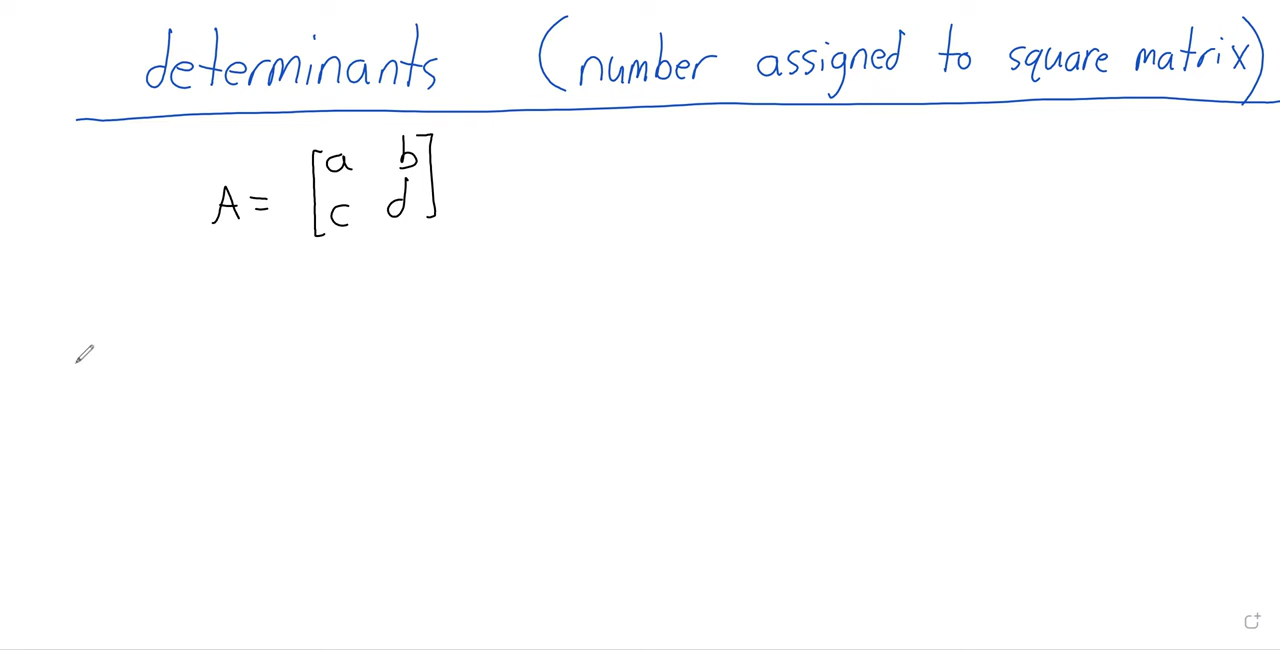 determinants (number assigned to square matrix)
A = [a b
c d]